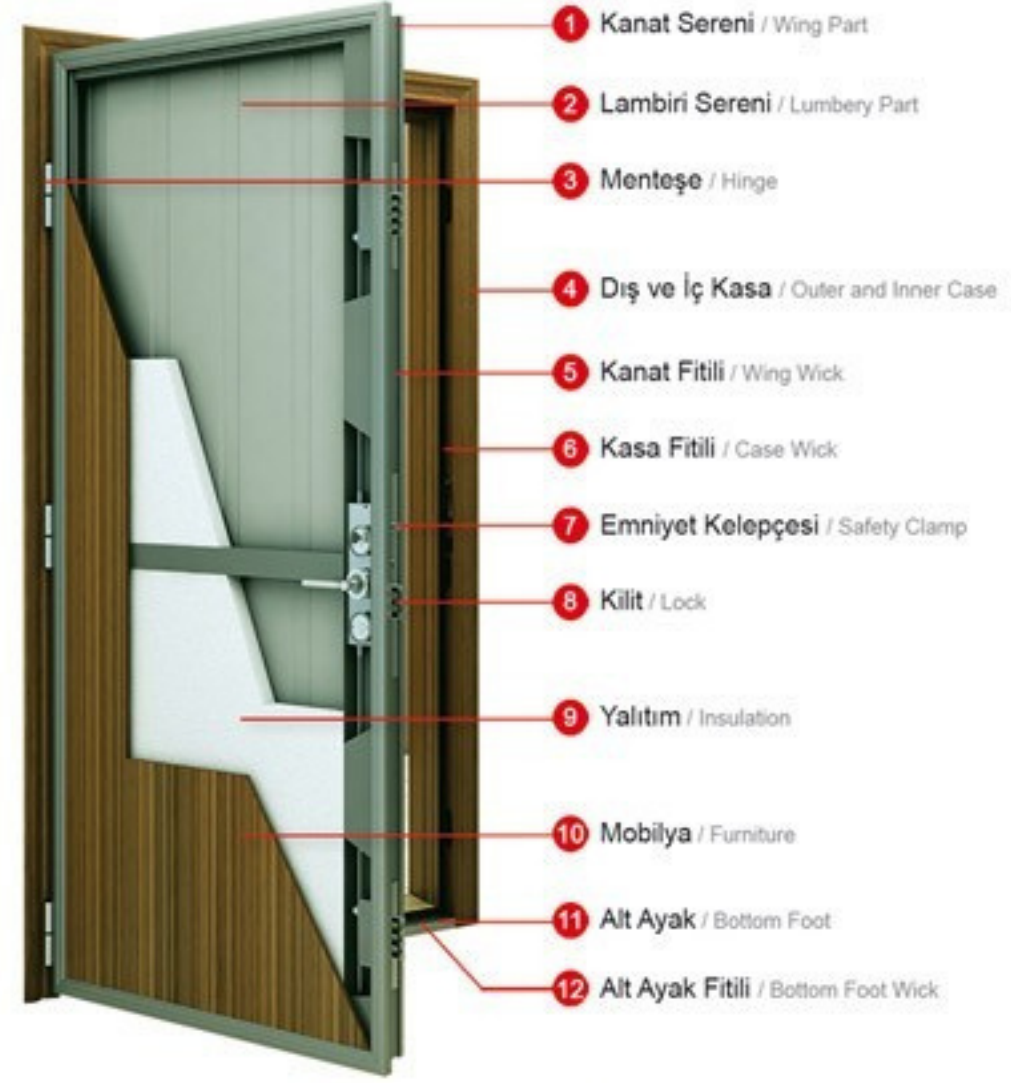 1 Kanat Sereni / Wing Part
2 Lambiri Sereni / Lumbery Part
3 Menteşe / Hinge
4 Dış ve İç Kasa / Outer and Inner Case
5 Kanat Fitili / Wing Wick
6 Kasa Fitili / Case Wick
7 Emniyet Kelepçesi / Safety Clamp
8 Kilit / Lock
9 Yalıtım / Insulation
10 Mobilya / Furniture
11 Alt Ayak / Bottom Foot
12 Alt Ayak Fitili / Bottom Foot Wick